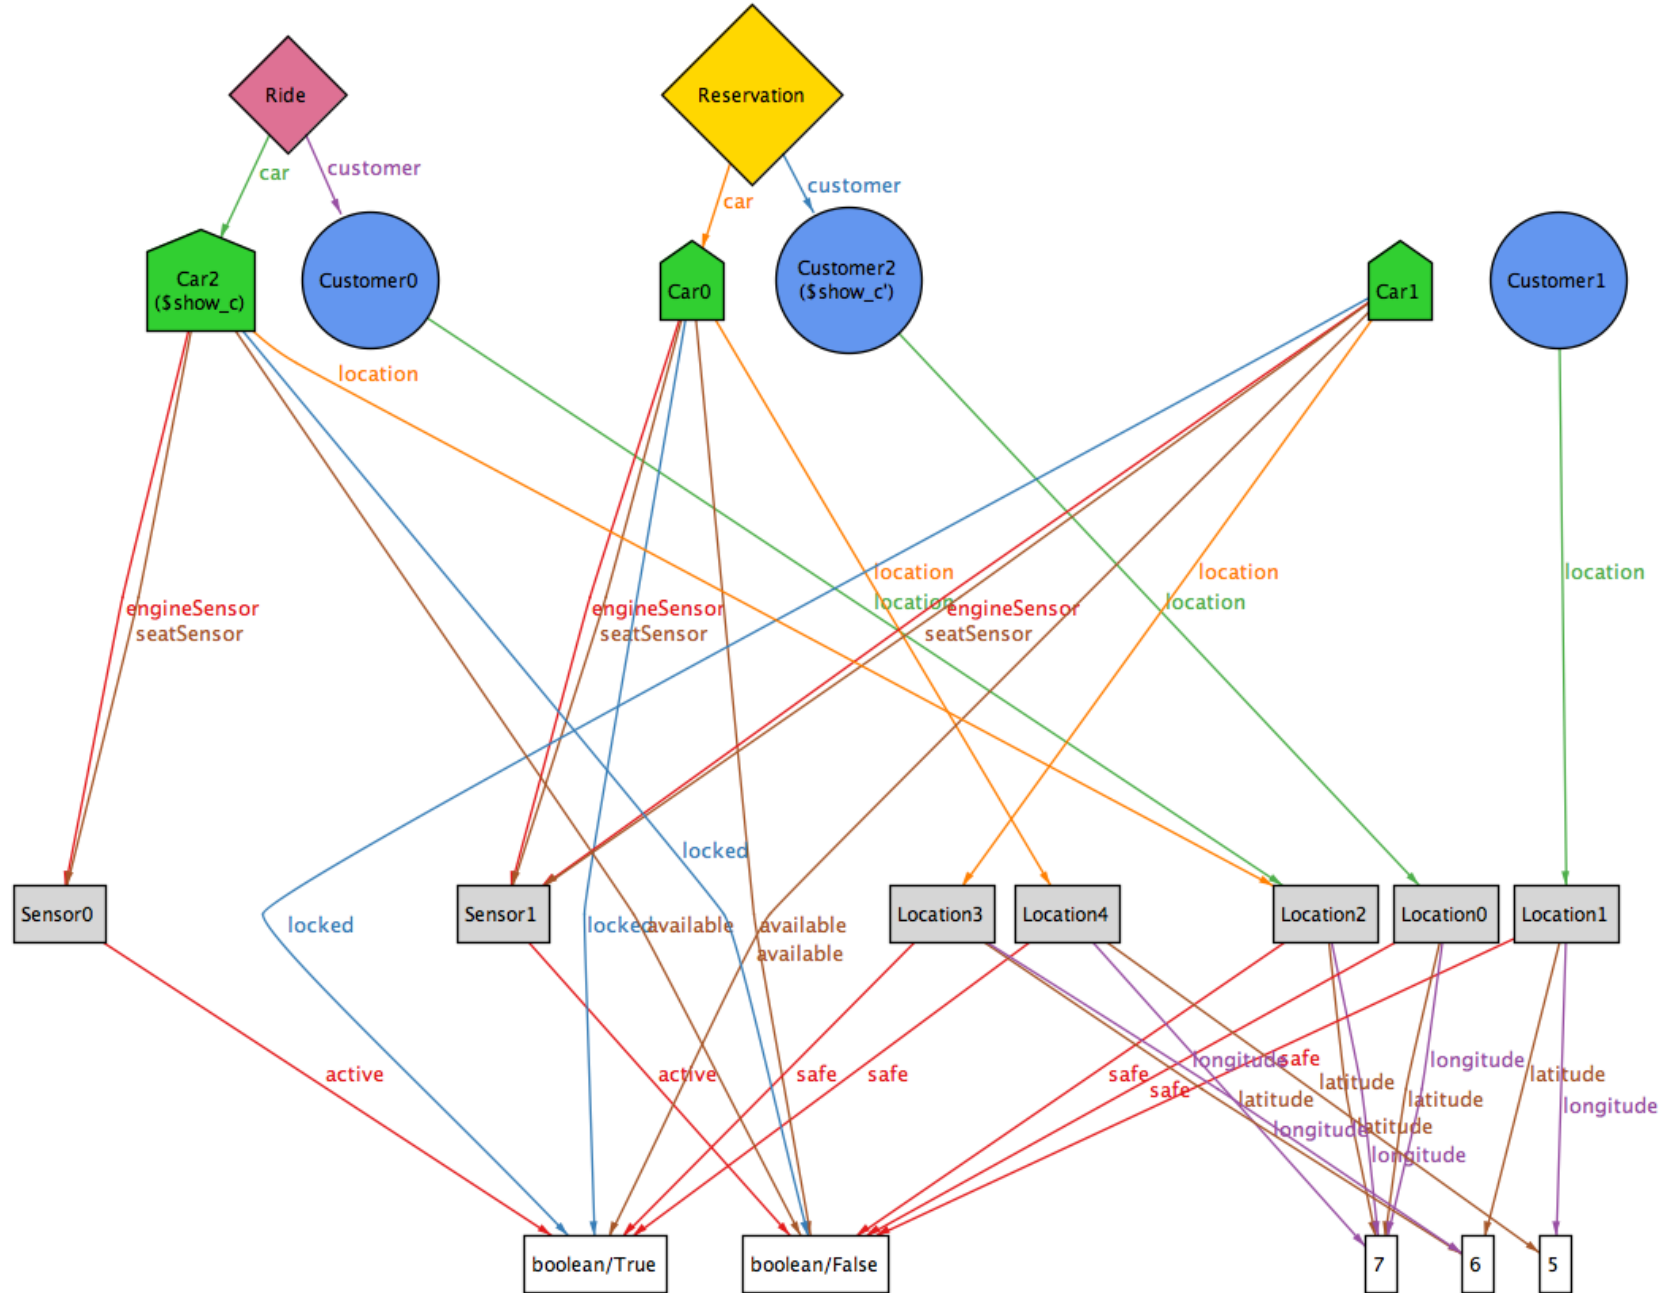 Ride
Reservation
car
customer
car
customer
Car2
($show_c)
Customer0
Car0
Customer2
($show_c')
Car1
Customer1
location
location
location
location
location
location
engineSensor
seatSensor
engineSensor
seatSensor
engineSensor
seatSensor
locked
locked
locked
available
available
available
Sensor0
Sensor1
Location3
Location4
Location2
Location0
Location1
active
active
safe
safe
safe
safe
safe
longitude
longitude
latitude
latitude
latitude
latitude
longitude
latitude
longitude
longitude
boolean/True
boolean/False
7
6
5